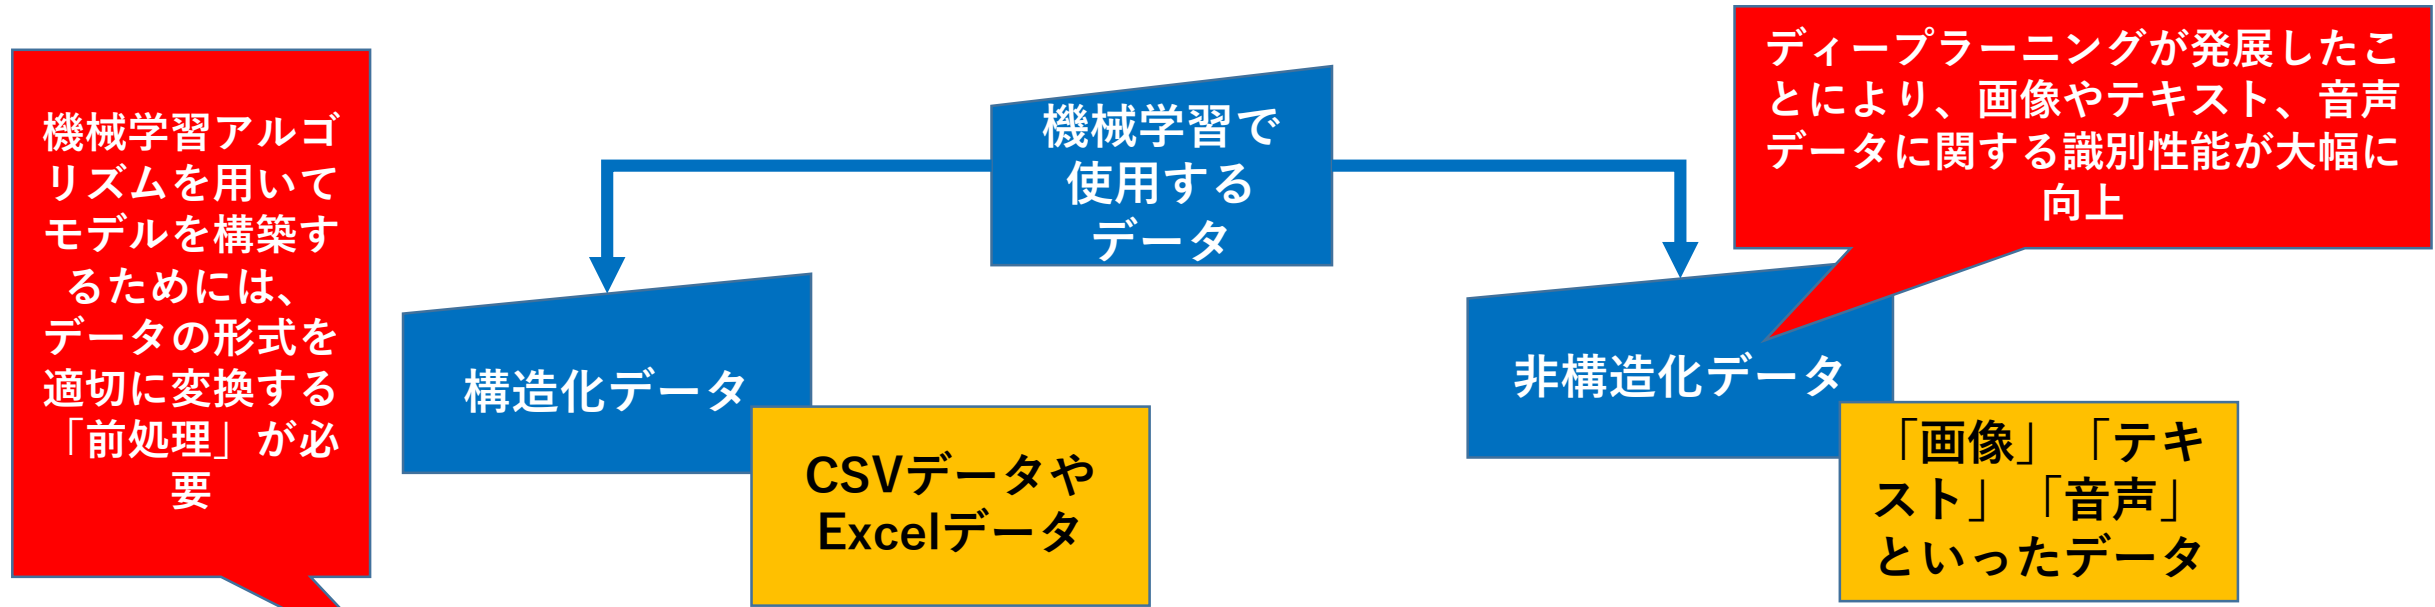 機械学習アルゴ
リズムを用いて
モデルを構築す
るためには、
データの形式を
適切に変換する
「前処理」が必
要
機械学習で
使用する
データ
ディープラーニングが発展したこ
とにより、画像やテキスト、音声
データに関する識別性能が大幅に
向上
構造化データ
CSVデータや
Excelデータ
非構造化データ
「画像」「テキ
スト」「音声」
といったデータ